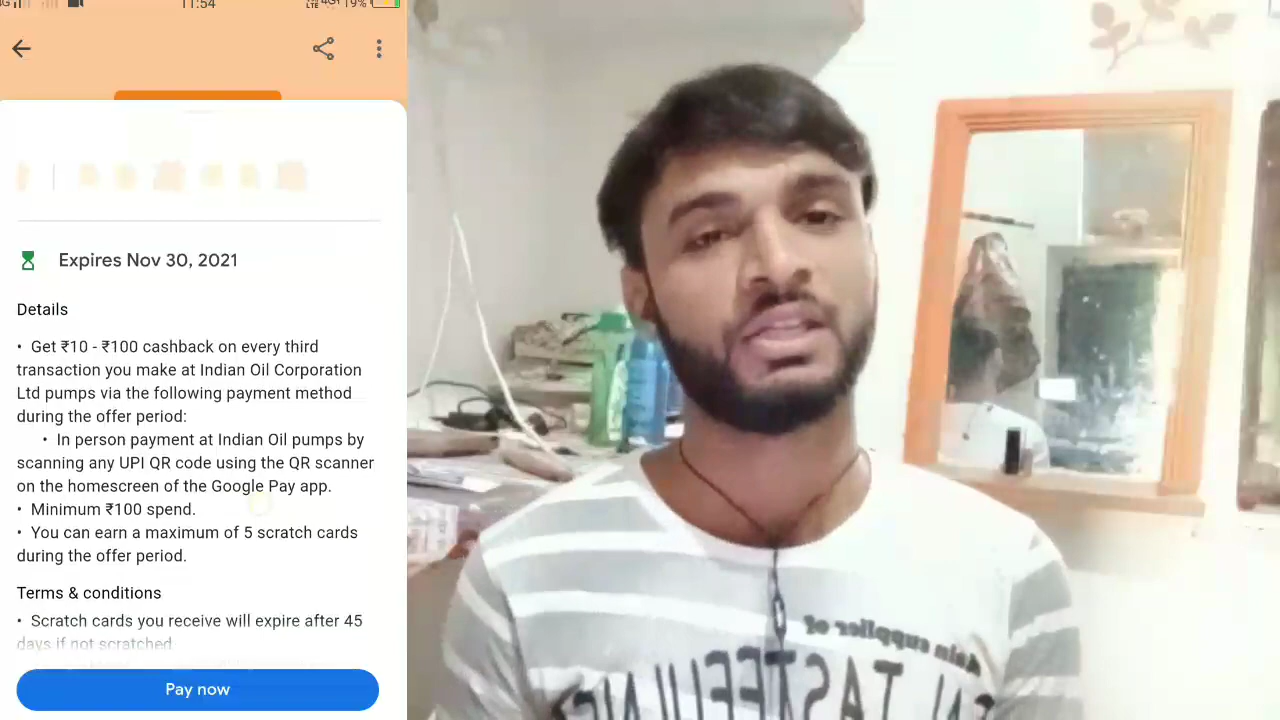 11:54
4G 19%
Expires Nov 30, 2021
Details
• Get ₹10 - ₹100 cashback on every third
transaction you make at Indian Oil Corporation
Ltd pumps via the following payment method
during the offer period:
• In person payment at Indian Oil pumps by
scanning any UPI QR code using the QR scanner
on the homescreen of the Google Pay app.
• Minimum ₹100 spend.
• You can earn a maximum of 5 scratch cards
during the offer period.
Terms & conditions
• Scratch cards you receive will expire after 45
days if not scratched
Pay now
supplier of